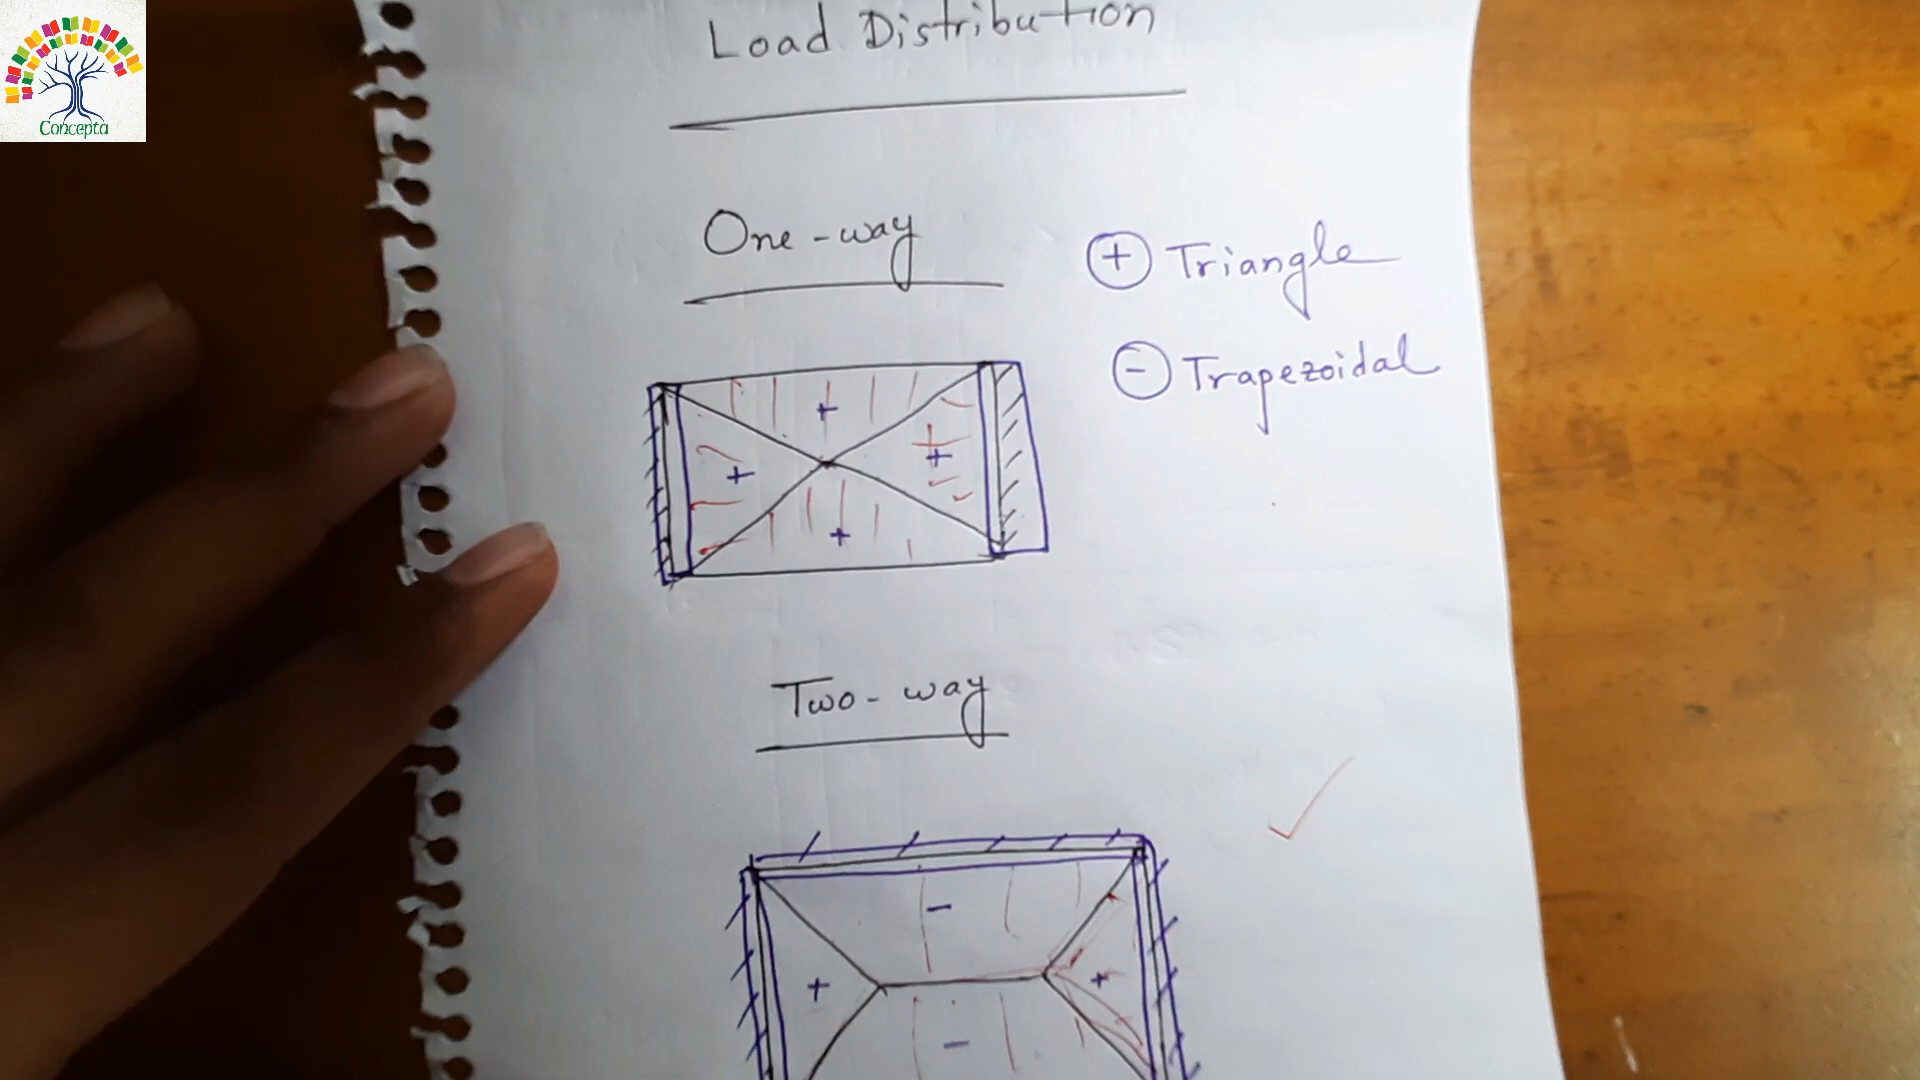 Concepta
Load Distribution
One-way
+ Triangle
- Trapezoidal
+
+
+
+
Two-way
-
+
+
-